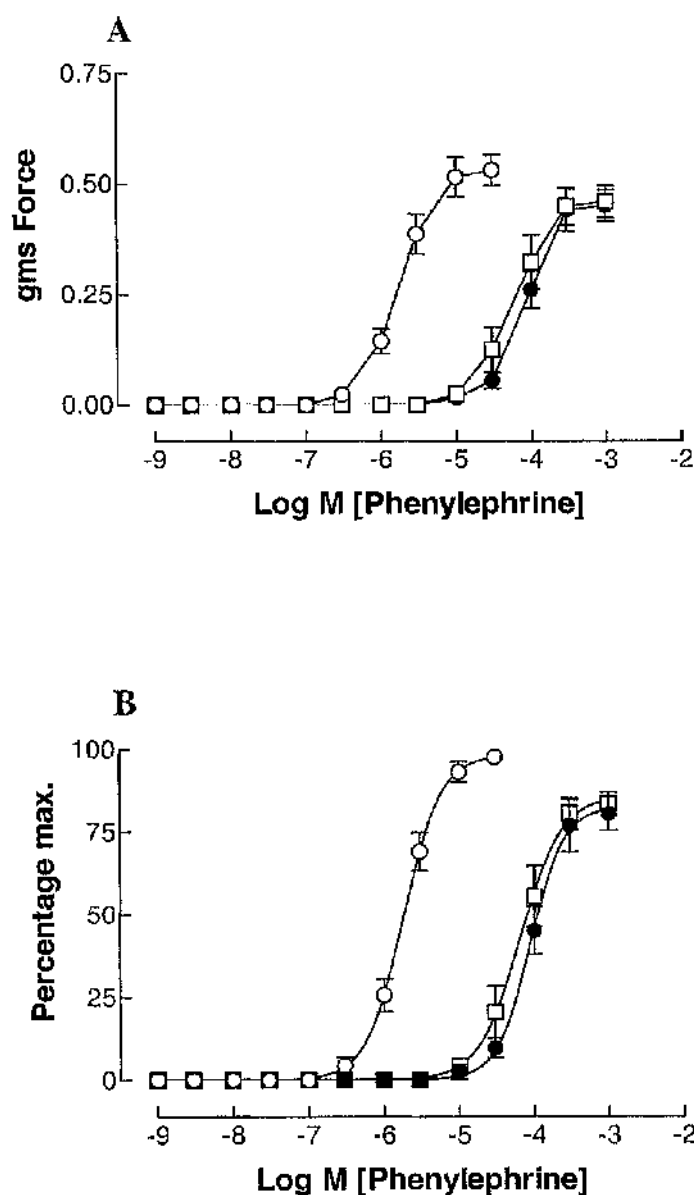 A
0.75
0.50
0.25
0.00
gms Force
-9 -8 -7 -6 -5 -4 -3 -2
Log M [Phenylephrine]
B
100
75
50
25
0
Percentage max.
-9 -8 -7 -6 -5 -4 -3 -2
Log M [Phenylephrine]